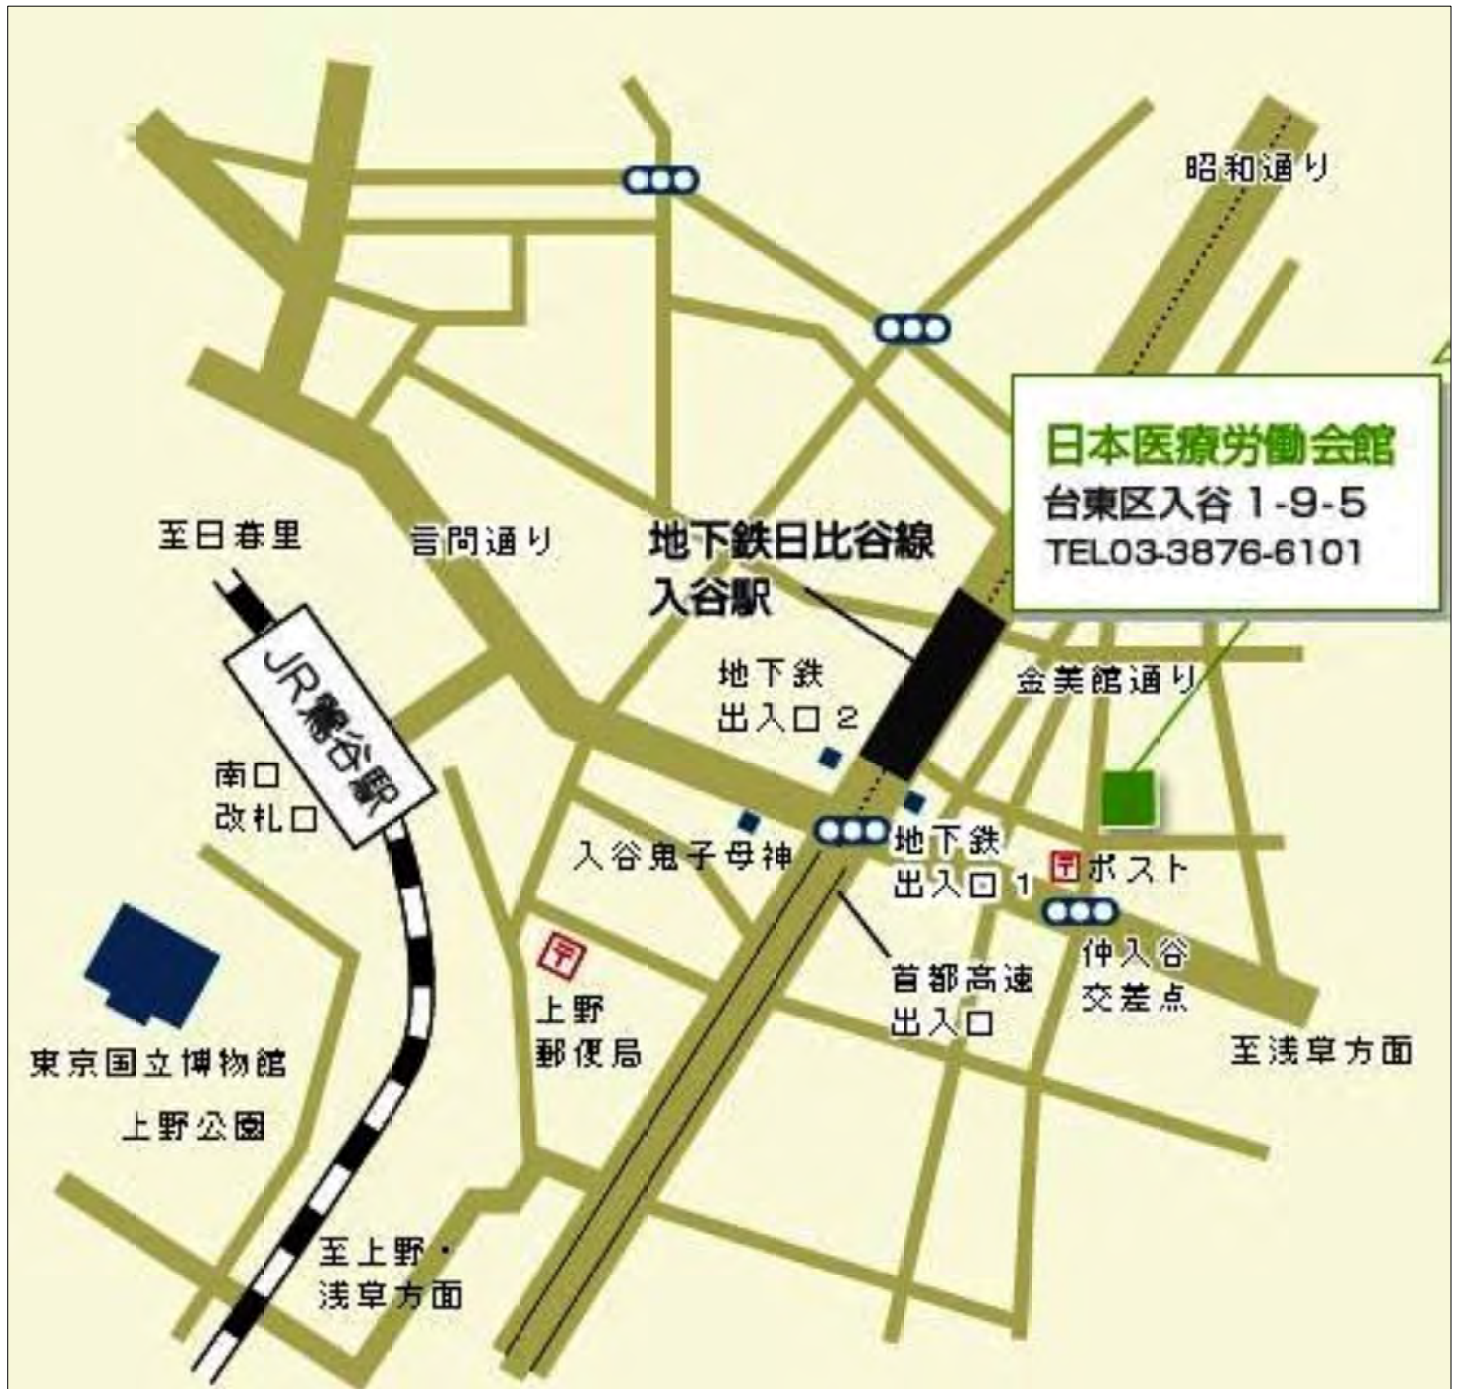 昭和通り
日本医療労働会館
台東区入谷 1-9-5
TEL03-3876-6101
至日暮里
言問通り
地下鉄日比谷線
入谷駅
JR鶯谷駅
地下鉄
出入口 2
金美館通り
南口
改札口
入谷鬼子母神
地下鉄
出入口 1
〒ポスト
仲入谷
交差点
首都高速
出入口
〒
上野
郵便局
至浅草方面
東京国立博物館
上野公園
至上野・
浅草方面